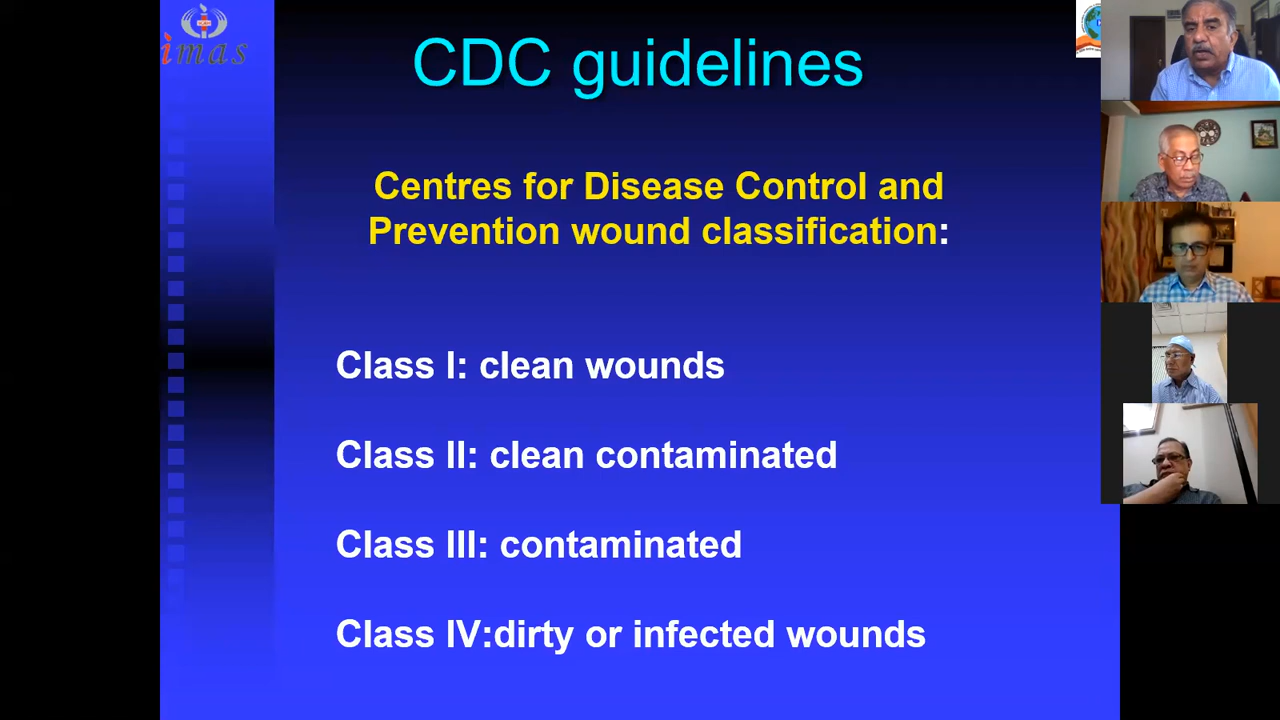 imas
CDC guidelines
Centres for Disease Control and
Prevention wound classification:
Class I: clean wounds
Class II: clean contaminated
Class III: contaminated
Class IV:dirty or infected wounds